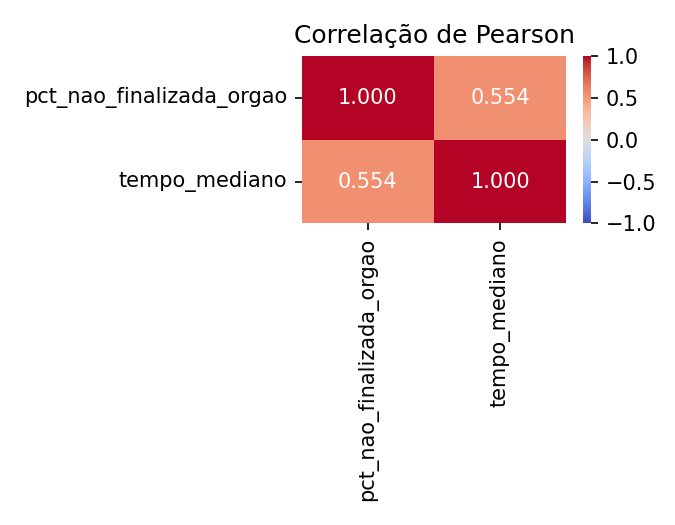 Correlação de Pearson
pct_nao_finalizada_orgao
1.000
0.554
tempo_mediano
0.554
1.000
pct_nao_finalizada_orgao
tempo_mediano
1.0
0.5
0.0
−0.5
−1.0